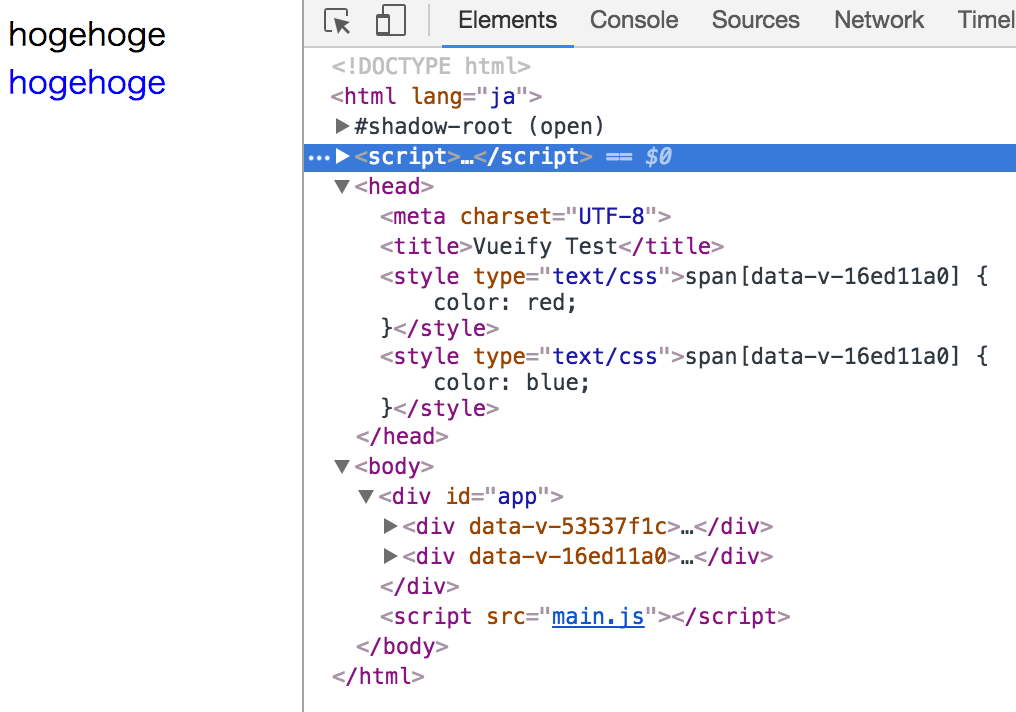 hogehoge
hogehoge
Elements Console Sources Network Timel
<!DOCTYPE html>
<html lang="ja">
▶#shadow-root (open)
…▶<script>…</script> == $0
▼<head>
<meta charset="UTF-8">
<title>Vueify Test</title>
<style type="text/css">span[data-v-16ed11a0] {
color: red;
}</style>
<style type="text/css">span[data-v-16ed11a0] {
color: blue;
}</style>
</head>
▼<body>
▼<div id="app">
▶<div data-v-53537f1c>…</div>
▶<div data-v-16ed11a0>…</div>
</div>
<script src="main.js"></script>
</body>
</html>